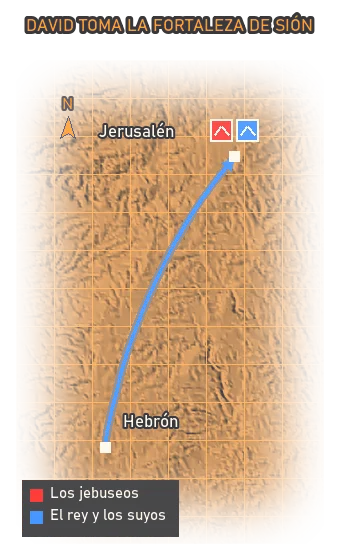 DAVID TOMA LA FORTALEZA DE SIÓN
N
Jerusalén
Hebrón
Los jebuseos
El rey y los suyos